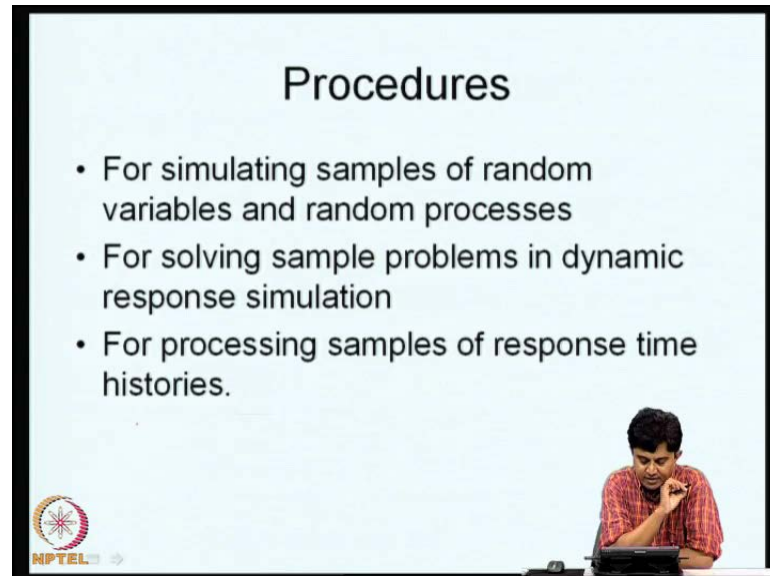 Procedures
• For simulating samples of random
variables and random processes
• For solving sample problems in dynamic
response simulation
• For processing samples of response time
histories.
NPTEL